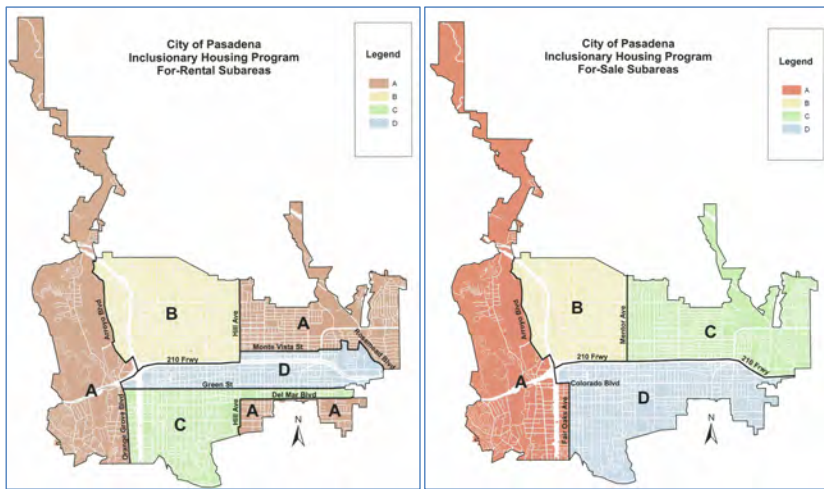 City of Pasadena
Inclusionary Housing Program
For-Rental Subareas
Legend
A
B
C
D
Arroyo Blvd
B
Hill Ave
A
Monte Vista St
Rosemead Blvd
210 Frwy
D
A
Green St
Del Mar Blvd
Orange Grove Blvd
C
Hill Ave
A
A
N
City of Pasadena
Inclusionary Housing Program
For-Sale Subareas
Legend
A
B
C
D
Arroyo Blvd
B
Mentor Ave
C
210 Frwy
210 Frwy
A
Colorado Blvd
D
Fair Oaks Ave
N